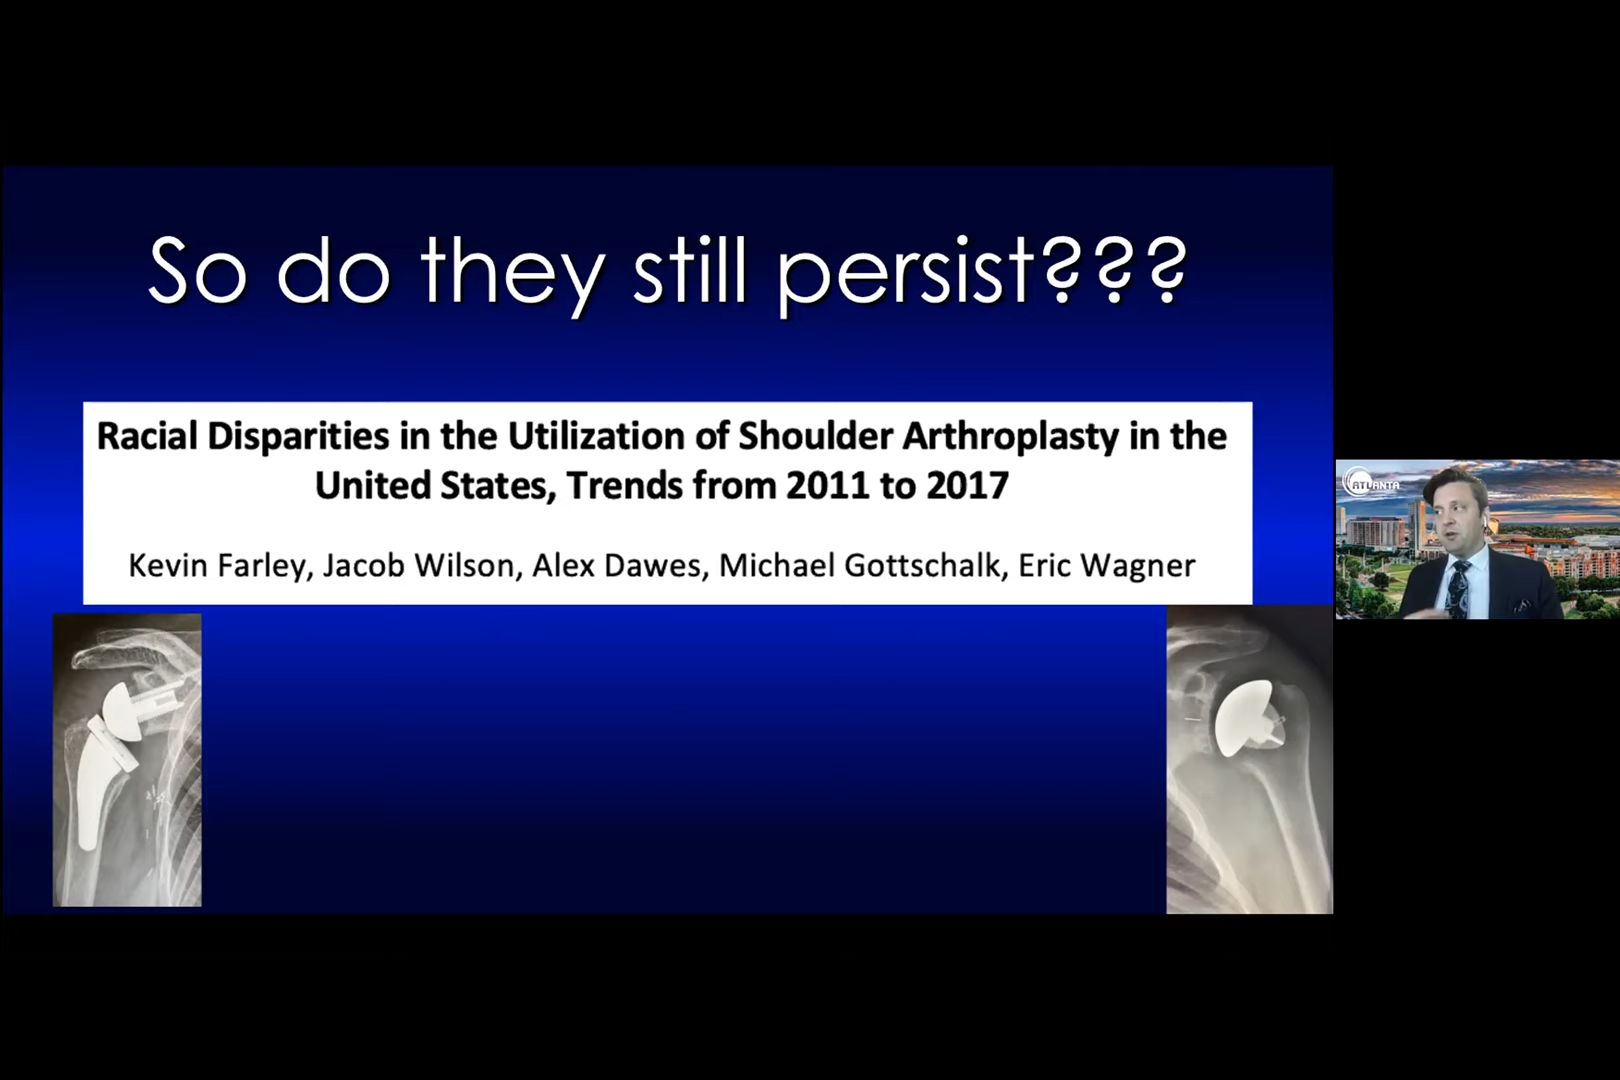 So do they still persist???
Racial Disparities in the Utilization of Shoulder Arthroplasty in the
United States, Trends from 2011 to 2017
Kevin Farley, Jacob Wilson, Alex Dawes, Michael Gottschalk, Eric Wagner
ATLANTA